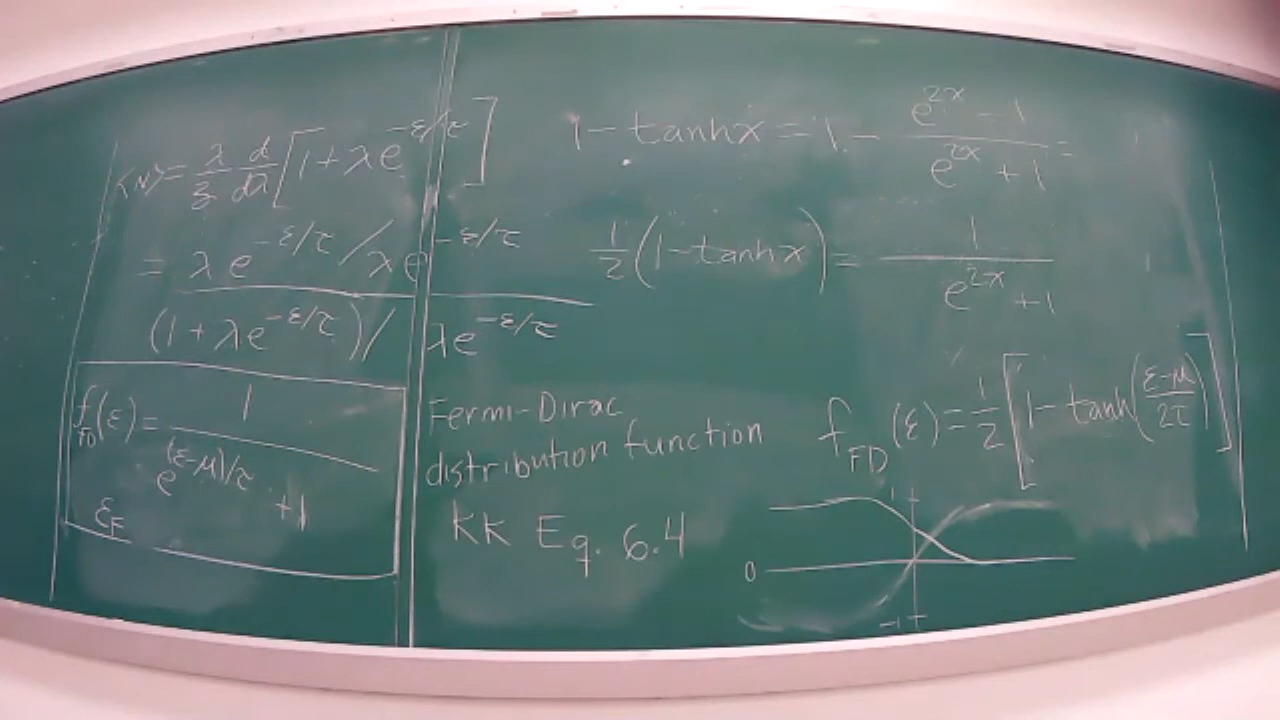 <N> = λ/ʒ d/dλ [1 + λe^(-ε/τ)]
= λe^(-ε/τ) / λe^(-ε/τ)
(1 + λe^(-ε/τ)) / λe^(-ε/τ)
f_FD(ε) = 1 / (e^((ε-μ)/τ) + 1)
ε_F
Fermi-Dirac
distribution function
KK Eq. 6.4
1 - tanhx = 1 - (e^(2x) - 1)/(e^(2x) + 1) =
1/2 (1 - tanhx) = 1/(e^(2x) + 1)
f_FD(ε) = 1/2 [1 - tanh((ε-μ)/2τ)]
1
0
-1